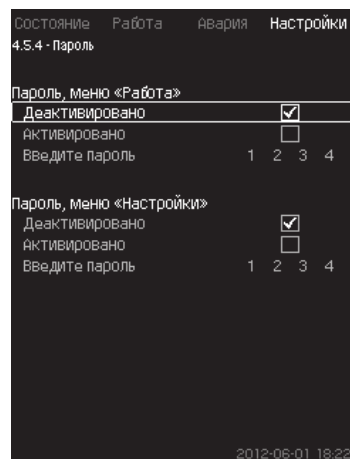 Состояние Работа Авария Настройки
4.5.4 - Пароль
Пароль, меню «Работа»
Деактивировано
Активировано
Введите пароль 1 2 3 4
Пароль, меню «Настройки»
Деактивировано
Активировано
Введите пароль 1 2 3 4
2012-06-01 18:22